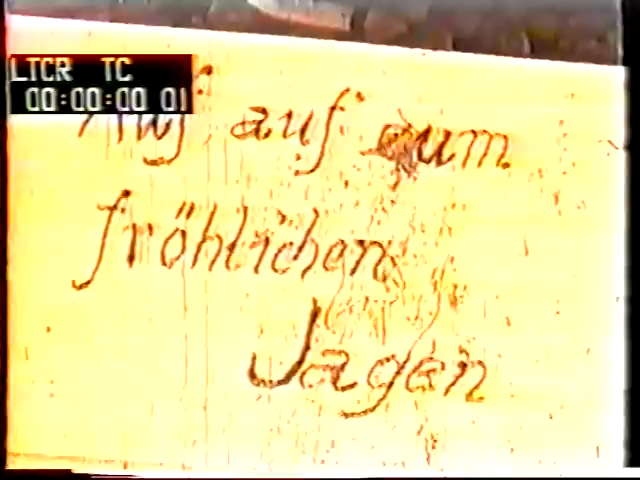 LTCR TC
00:00:00 01
Auf auf zum
fröhlichen
Jagen